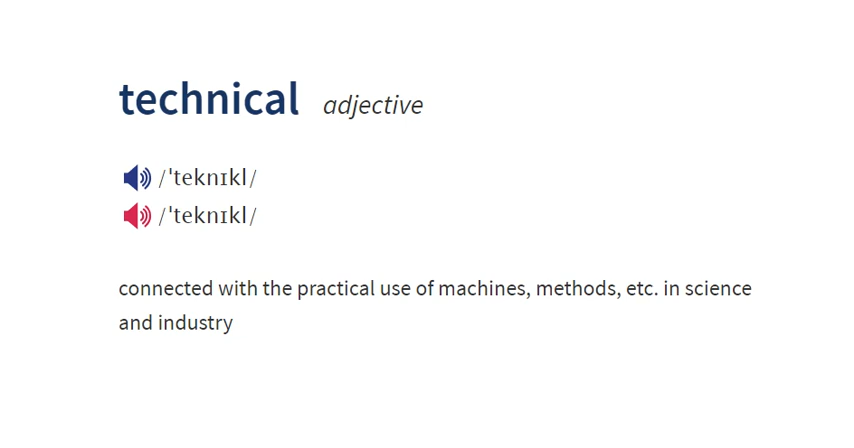 technical adjective
/ˈteknɪkl/
/ˈteknɪkl/
connected with the practical use of machines, methods, etc. in science
and industry